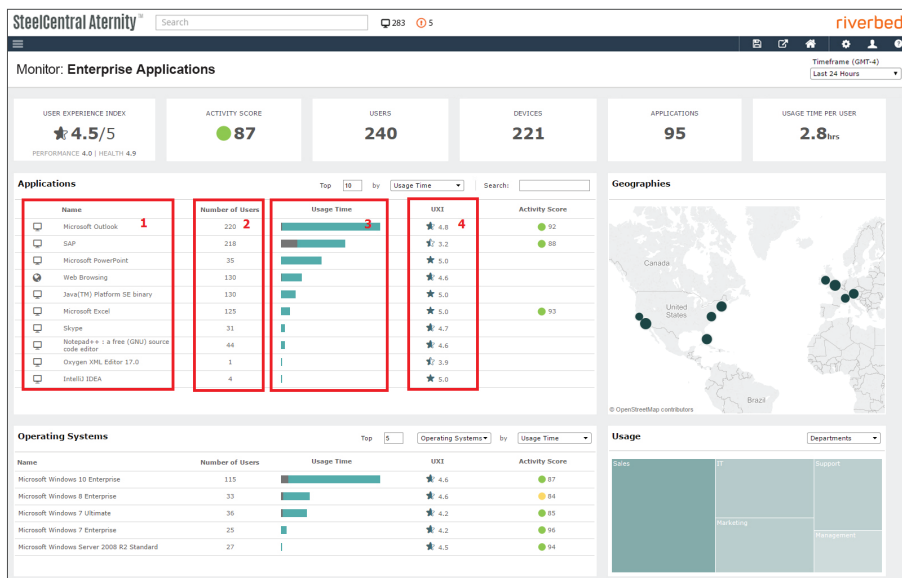 SteelCentral Aternity™ Search 283 5 riverbed
Monitor: Enterprise Applications
Timeframe (GMT-4)
Last 24 Hours
USER EXPERIENCE INDEX
4.5/5
PERFORMANCE 4.0 | HEALTH 4.9
ACTIVITY SCORE
87
USERS
240
DEVICES
221
APPLICATIONS
95
USAGE TIME PER USER
2.8hrs
Applications Top 10 by Usage Time Search:
Name 1 Number of Users 2 Usage Time 3 UXI 4 Activity Score
Microsoft Outlook 220 4.8 92
SAP 218 3.2 88
Microsoft PowerPoint 35 5.0
Web Browsing 130 4.6
Java(TM) Platform SE binary 130 5.0
Microsoft Excel 125 5.0 93
Skype 31 4.7
Notepad++ : a free (GNU) source
code editor 44 4.6
Oxygen XML Editor 17.0 1 3.9
IntelliJ IDEA 4 5.0
Geographies
Canada
United
States
Brazil
© OpenStreetMap contributors
Operating Systems Top 5 Operating Systems by Usage Time
Name Number of Users Usage Time UXI Activity Score
Microsoft Windows 10 Enterprise 115 4.6 87
Microsoft Windows 8 Enterprise 33 4.6 84
Microsoft Windows 7 Ultimate 36 4.2 85
Microsoft Windows 7 Enterprise 25 4.2 96
Microsoft Windows Server 2008 R2 Standard 27 4.5 94
Usage Departments
Sales
IT
Support
Marketing
Management